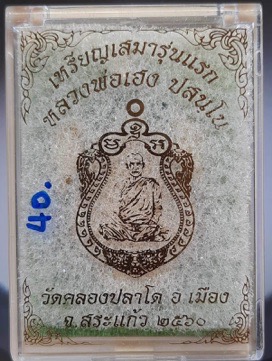 เหรียญเสมารุ่นแรก
หลวงพ่อเฮง ปสนฺโน
40.
วัดคลองปลาโด อ.เมือง
จ.สระแก้ว ๒๕๖๐